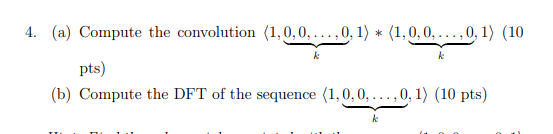 4. (a) Compute the convolution ⟨1, 0, 0, . . . , 0, 1⟩ ∗ ⟨1, 0, 0, . . . , 0, 1⟩ (10
k k
pts)
(b) Compute the DFT of the sequence ⟨1, 0, 0, . . . , 0, 1⟩ (10 pts)
k